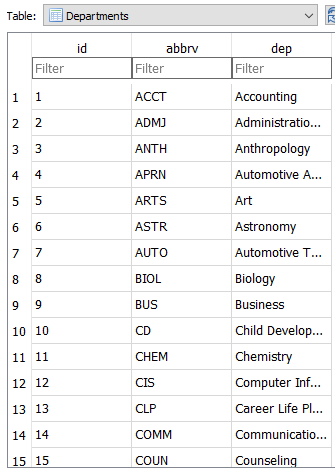 Table: Departments
id abbrv dep
Filter Filter Filter
1 1 ACCT Accounting
2 2 ADMJ Administratio...
3 3 ANTH Anthropology
4 4 APRN Automotive A...
5 5 ARTS Art
6 6 ASTR Astronomy
7 7 AUTO Automotive T...
8 8 BIOL Biology
9 9 BUS Business
10 10 CD Child Develop...
11 11 CHEM Chemistry
12 12 CIS Computer Inf...
13 13 CLP Career Life Pl...
14 14 COMM Communicatio...
15 15 COUN Counseling